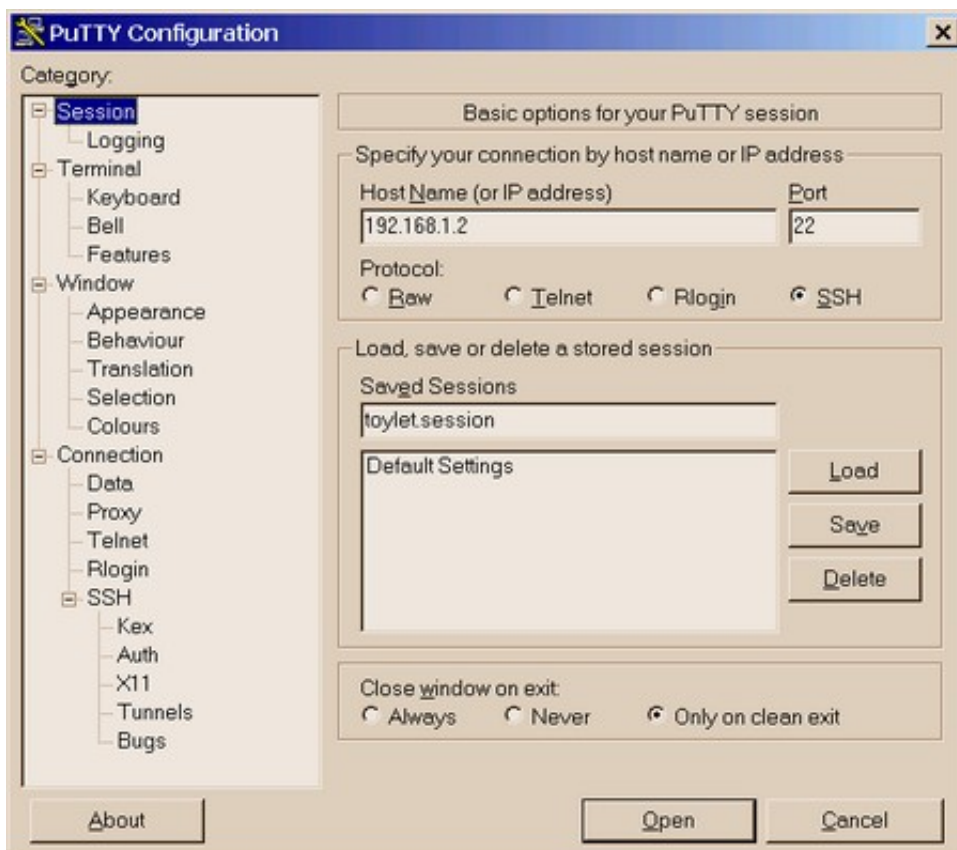 PuTTY Configuration
Category:
Session
Logging
Terminal
Keyboard
Bell
Features
Window
Appearance
Behaviour
Translation
Selection
Colours
Connection
Data
Proxy
Telnet
Rlogin
SSH
Kex
Auth
X11
Tunnels
Bugs
Basic options for your PuTTY session
Specify your connection by host name or IP address
Host Name (or IP address) Port
192.168.1.2 22
Protocol:
Raw Telnet Rlogin SSH
Load, save or delete a stored session
Saved Sessions
toylet.session
Default Settings
Load
Save
Delete
Close window on exit:
Always Never Only on clean exit
About Open Cancel